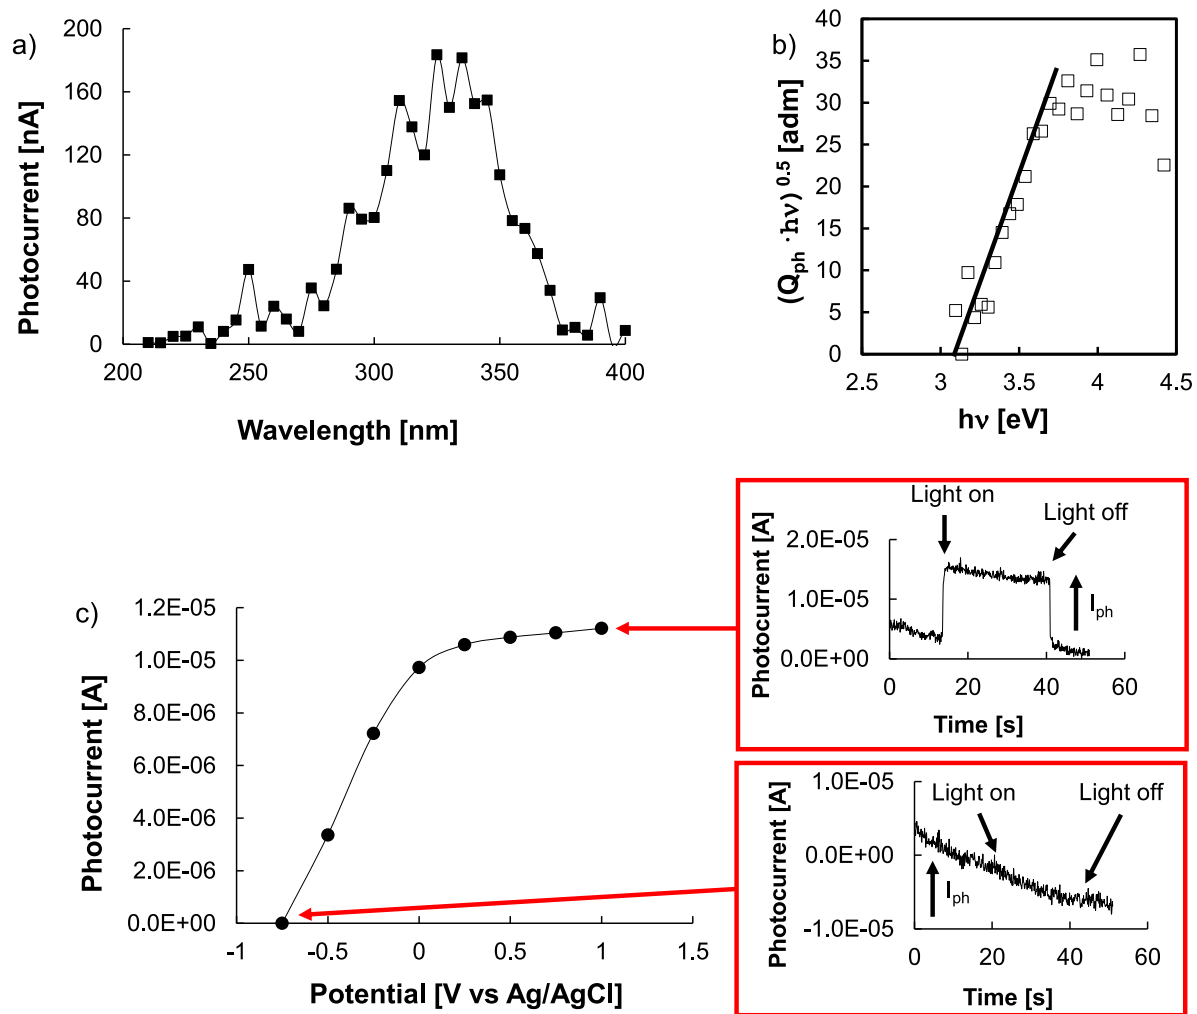 a)
Photocurrent [nA]
200
160
120
80
40
0
200 250 300 350 400
Wavelength [nm]
b)
(Q_ph · hν)^0.5 [adm]
40
35
30
25
20
15
10
5
0
2.5 3 3.5 4 4.5
hν [eV]
c)
Photocurrent [A]
1.2E-05
1.0E-05
8.0E-06
6.0E-06
4.0E-06
2.0E-06
0.0E+00
-1 -0.5 0 0.5 1 1.5
Potential [V vs Ag/AgCl]
Light on
Light off
Photocurrent [A]
2.0E-05
1.0E-05
0.0E+00
I_ph
0 20 40 60
Time [s]
Photocurrent [A]
1.0E-05
Light on
Light off
0.0E+00
I_ph
-1.0E-05
0 20 40 60
Time [s]